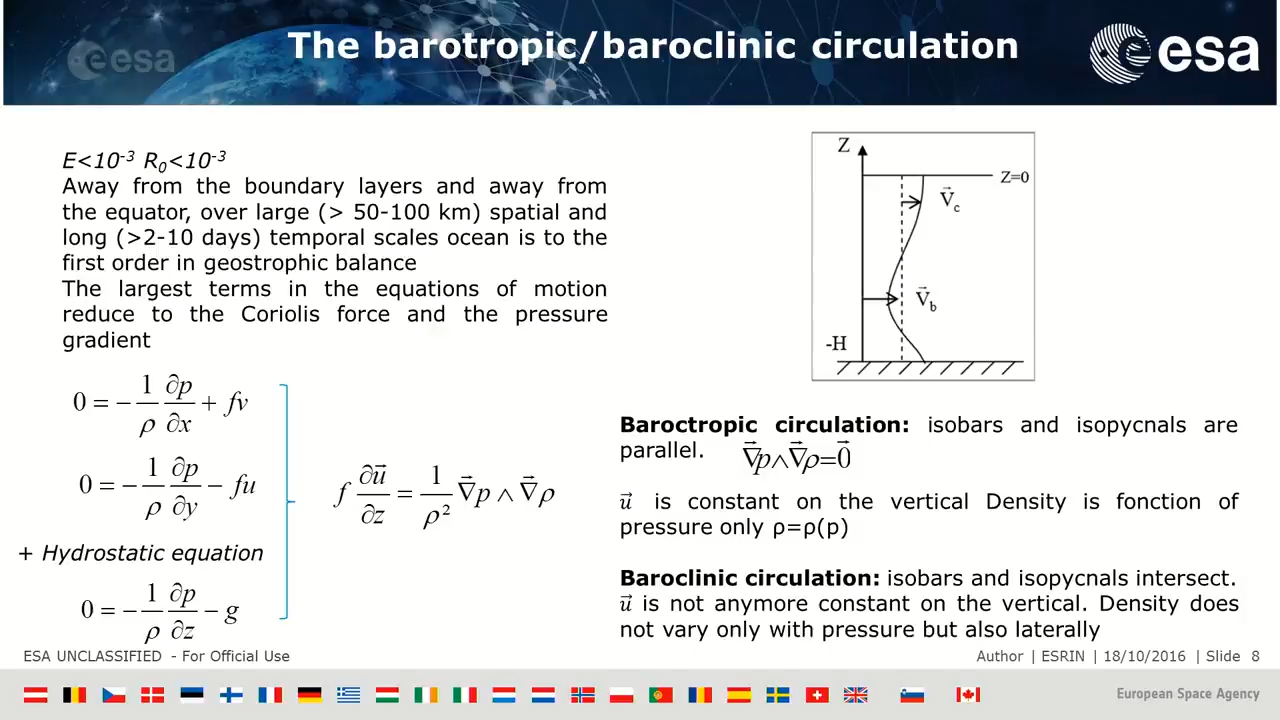 esa
The barotropic/baroclinic circulation
esa
E<10⁻³ R₀<10⁻³
Away from the boundary layers and away from
the equator, over large (> 50-100 km) spatial and
long (>2-10 days) temporal scales ocean is to the
first order in geostrophic balance
The largest terms in the equations of motion
reduce to the Coriolis force and the pressure
gradient
0 = −1/ρ ∂p/∂x + fv
0 = −1/ρ ∂p/∂y − fu
+ Hydrostatic equation
0 = −1/ρ ∂p/∂z − g
f ∂u⃗/∂z = 1/ρ² ∇⃗p ∧ ∇⃗ρ
Z
Z=0
V⃗c
V⃗b
-H
Baroctropic circulation: isobars and isopycnals are
parallel. ∇⃗p∧∇⃗ρ=0⃗
u⃗ is constant on the vertical Density is fonction of
pressure only ρ=ρ(p)
Baroclinic circulation: isobars and isopycnals intersect.
u⃗ is not anymore constant on the vertical. Density does
not vary only with pressure but also laterally
ESA UNCLASSIFIED - For Official Use
Author | ESRIN | 18/10/2016 | Slide 8
European Space Agency